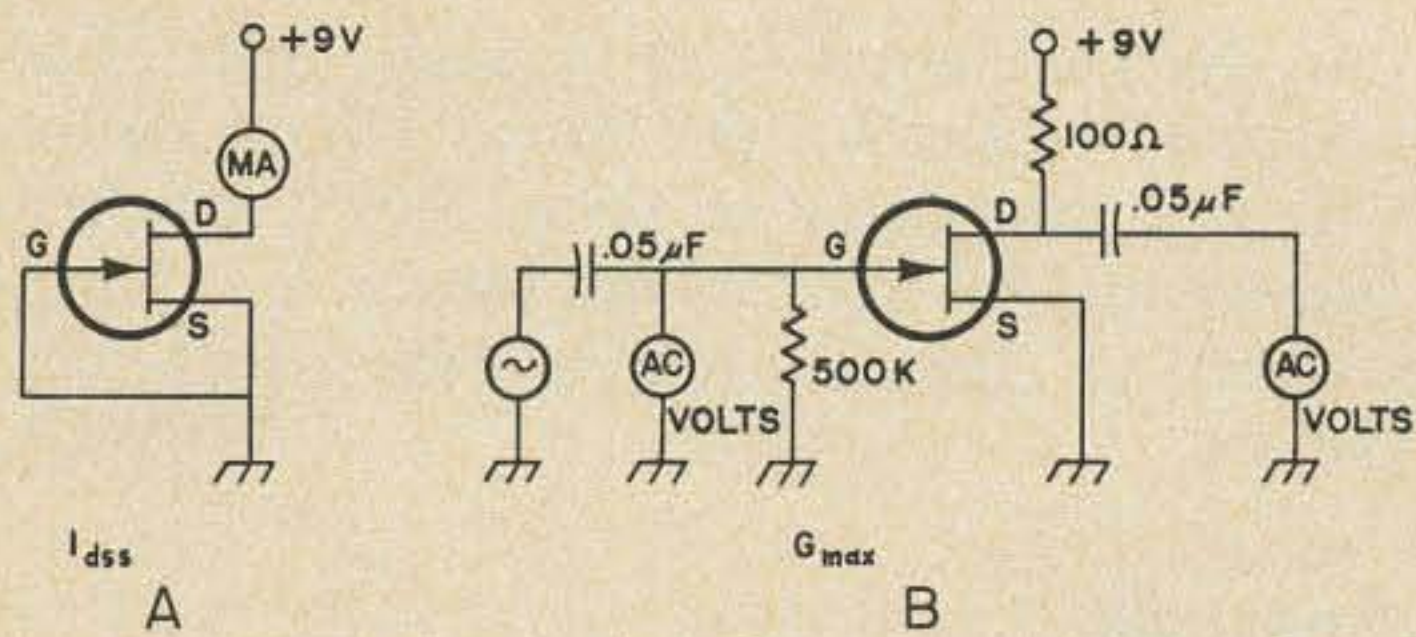 +9V
MA
D
G
S
I dss
A
+9V
100Ω
D
.05μF
G
.05μF
S
AC
VOLTS
500K
AC
VOLTS
G max
B